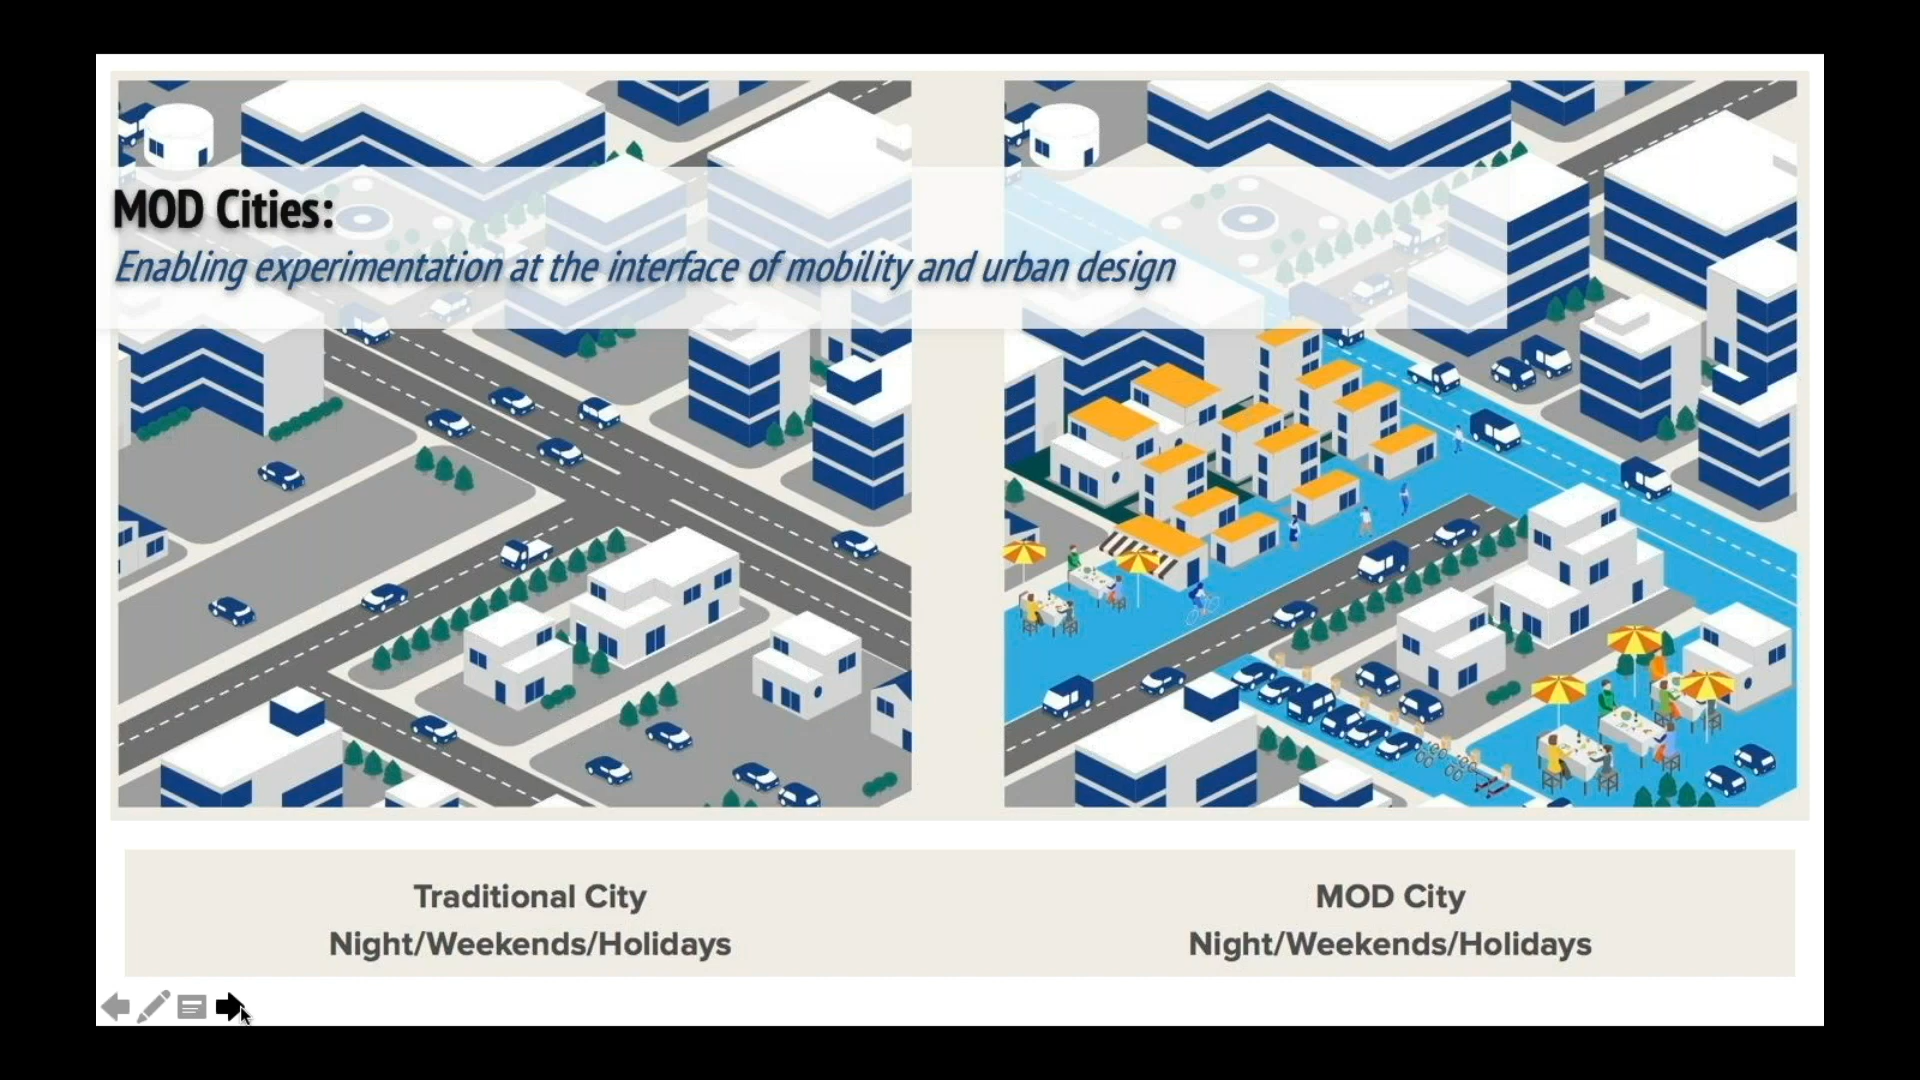 MOD Cities:
Enabling experimentation at the interface of mobility and urban design
Traditional City
Night/Weekends/Holidays
MOD City
Night/Weekends/Holidays